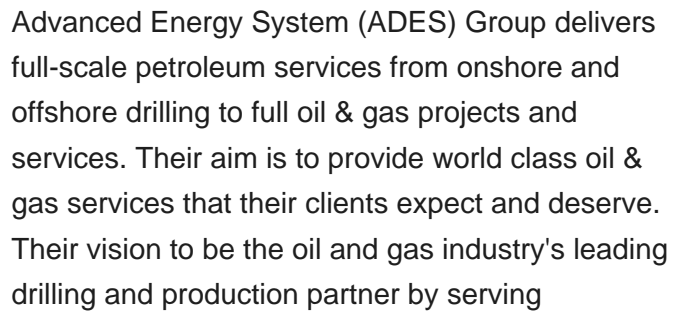 Advanced Energy System (ADES) Group delivers
full-scale petroleum services from onshore and
offshore drilling to full oil & gas projects and
services. Their aim is to provide world class oil &
gas services that their clients expect and deserve.
Their vision to be the oil and gas industry's leading
drilling and production partner by serving